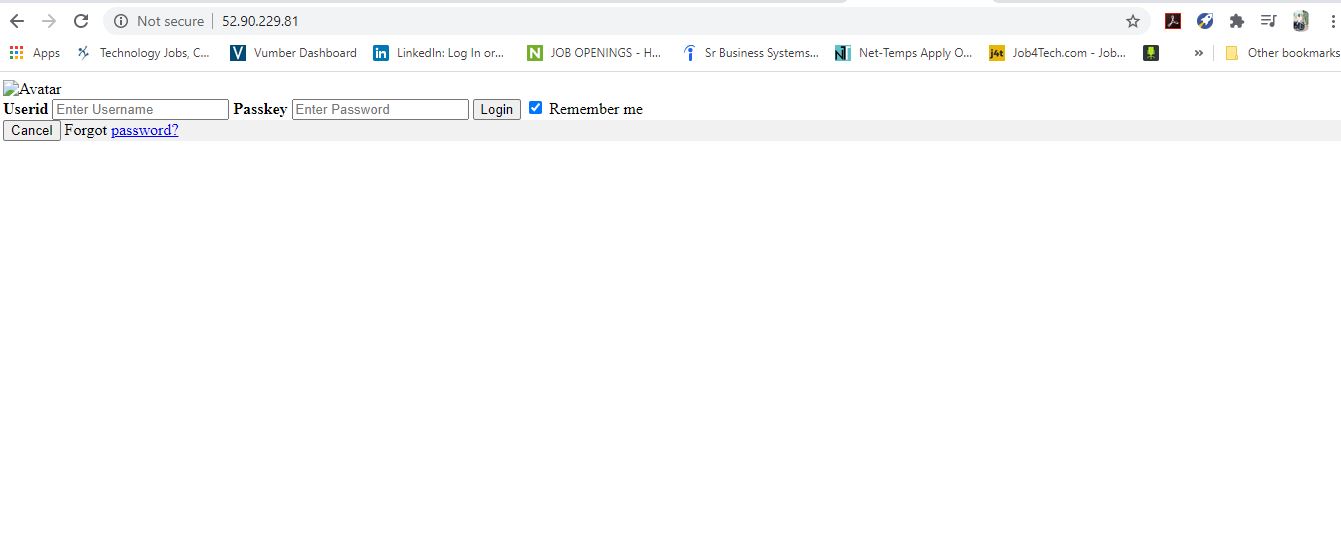 Not secure 52.90.229.81
Apps Technology Jobs, C... V Vumber Dashboard in LinkedIn: Log In or... N JOB OPENINGS - H... Sr Business Systems... Net-Temps Apply O... j4t Job4Tech.com - Job... » Other bookmarks
Avatar
Userid Enter Username Passkey Enter Password Login Remember me
Cancel Forgot password?